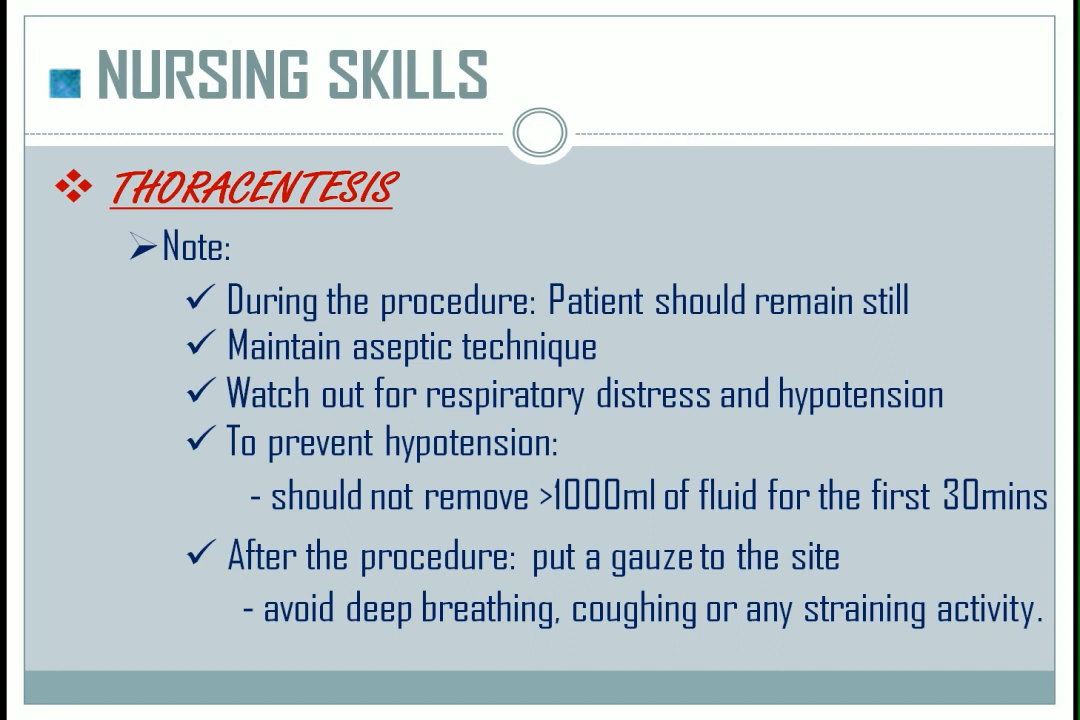 NURSING SKILLS
THORACENTESIS
Note:
During the procedure: Patient should remain still
Maintain aseptic technique
Watch out for respiratory distress and hypotension
To prevent hypotension:
- should not remove >1000ml of fluid for the first 30mins
After the procedure: put a gauze to the site
- avoid deep breathing, coughing or any straining activity.